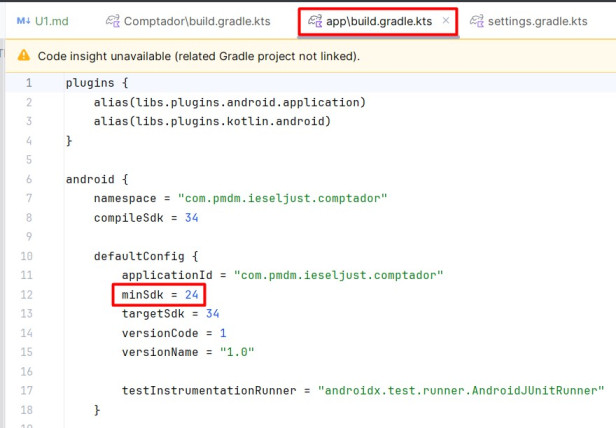 M↓ U1.md Comptador\build.gradle.kts app\build.gradle.kts × settings.gradle.kts
Code insight unavailable (related Gradle project not linked).
1 plugins {
2 alias(libs.plugins.android.application)
3 alias(libs.plugins.kotlin.android)
4 }
5
6 android {
7 namespace = "com.pmdm.ieseljust.comptador"
8 compileSdk = 34
9
10 defaultConfig {
11 applicationId = "com.pmdm.ieseljust.comptador"
12 minSdk = 24
13 targetSdk = 34
14 versionCode = 1
15 versionName = "1.0"
16
17 testInstrumentationRunner = "androidx.test.runner.AndroidJUnitRunner"
18 }